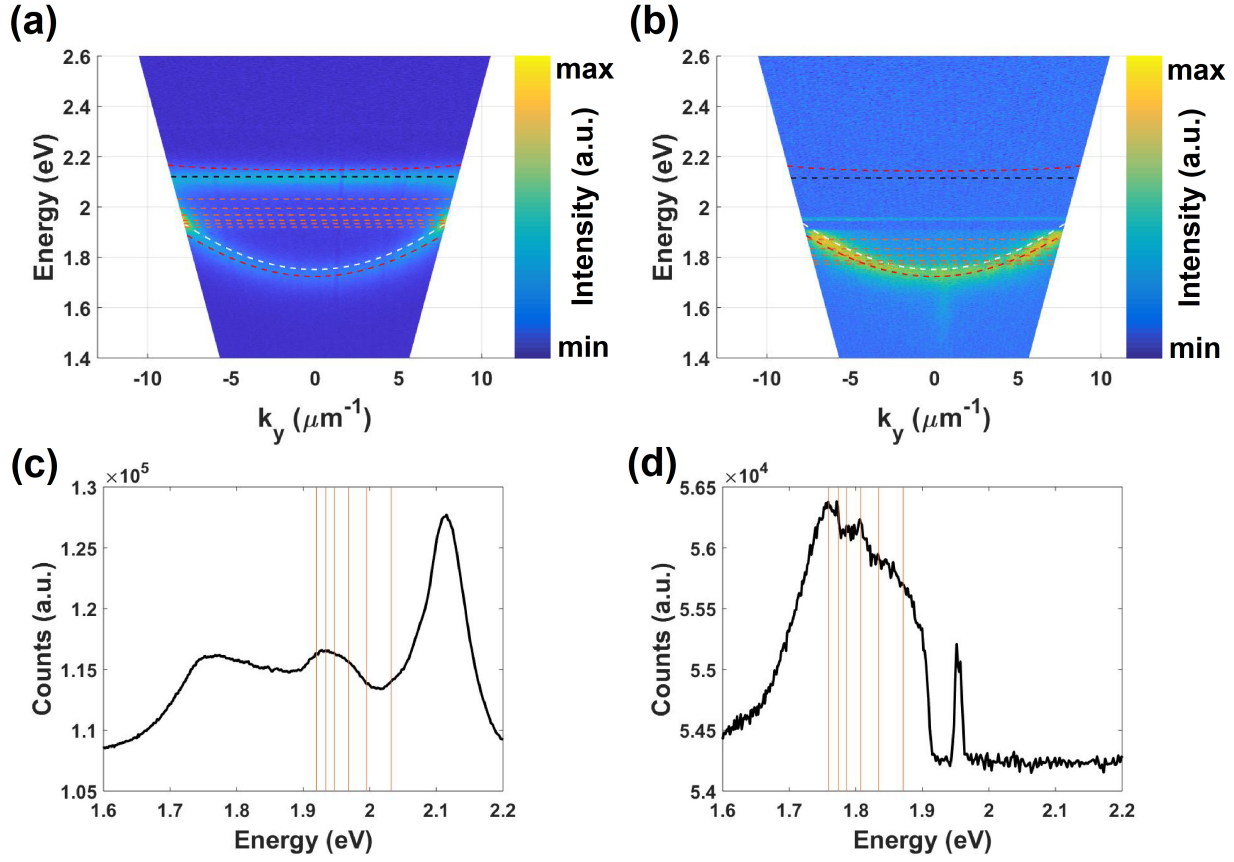 (a)
(b)
2.6
2.4
2.2
2
1.8
1.6
1.4
Energy (eV)
-10
-5
0
5
10
k_y (μm⁻¹)
max
Intensity (a.u.)
min
2.6
2.4
2.2
2
1.8
1.6
1.4
Energy (eV)
-10
-5
0
5
10
k_y (μm⁻¹)
max
Intensity (a.u.)
min
(c)
(d)
×10⁵
1.3
1.25
1.2
1.15
1.1
1.05
Counts (a.u.)
1.6
1.7
1.8
1.9
2
2.1
2.2
Energy (eV)
×10⁴
5.65
5.6
5.55
5.5
5.45
5.4
Counts (a.u.)
1.6
1.7
1.8
1.9
2
2.1
2.2
Energy (eV)